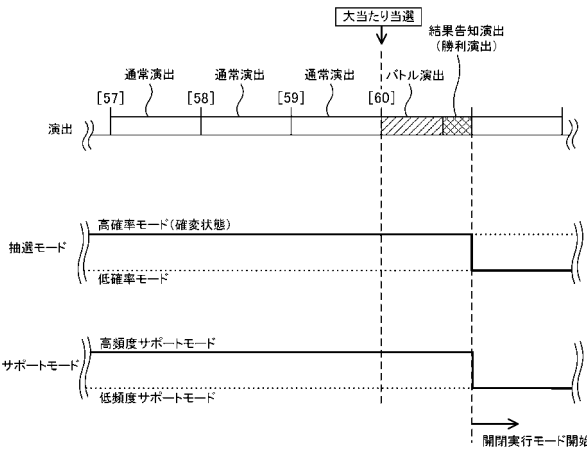 大当たり当選
結果告知演出
(勝利演出)
通常演出
通常演出
通常演出
バトル演出
[57]
[58]
[59]
[60]
演出
高確率モード(確変状態)
抽選モード
低確率モード
高頻度サポートモード
サポートモード
低頻度サポートモード
開閉実行モード開始